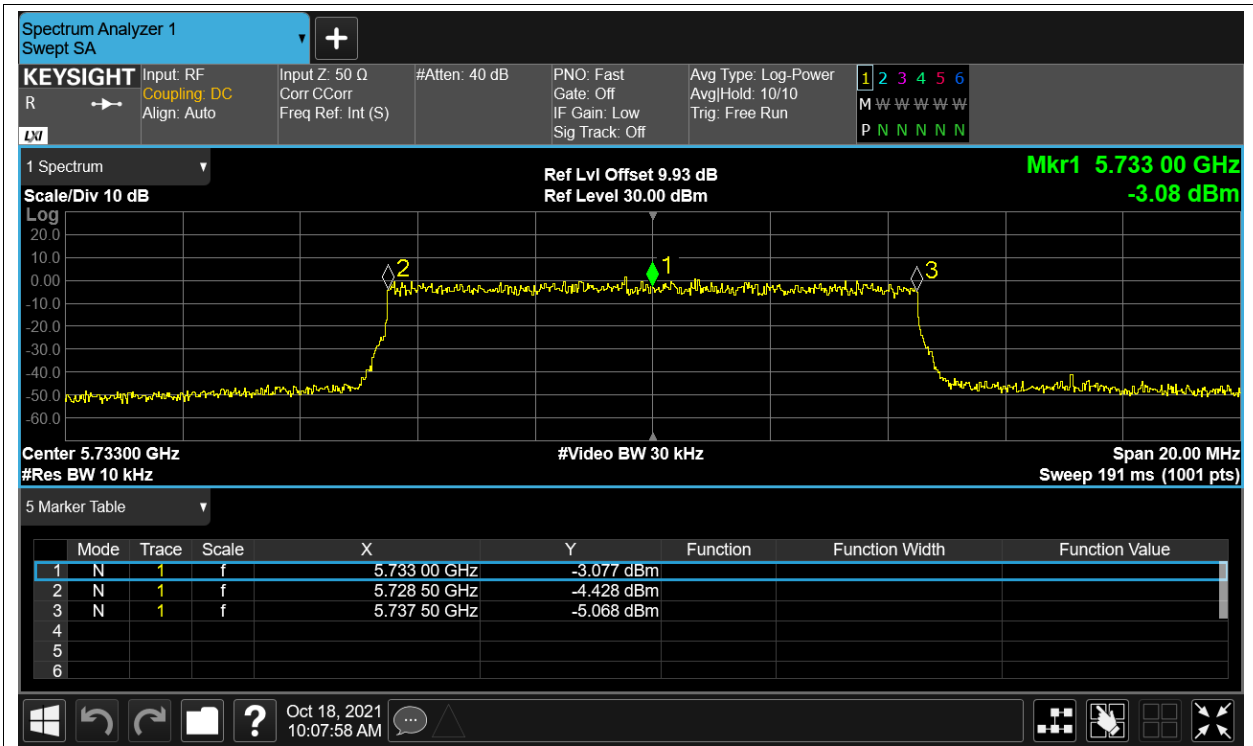 Spectrum Analyzer 1
Swept SA
KEYSIGHT
R
LXI
Input: RF
Coupling: DC
Align: Auto
Input Z: 50 Ω
Corr CCorr
Freq Ref: Int (S)
#Atten: 40 dB
PNO: Fast
Gate: Off
IF Gain: Low
Sig Track: Off
Avg Type: Log-Power
Avg|Hold: 10/10
Trig: Free Run
1 2 3 4 5 6
M W W W W W
P N N N N N
1 Spectrum
Scale/Div 10 dB
Ref Lvl Offset 9.93 dB
Ref Level 30.00 dBm
Mkr1 5.733 00 GHz
-3.08 dBm
Log
20.0
10.0
0.00
-10.0
-20.0
-30.0
-40.0
-50.0
-60.0
2
1
3
Center 5.73300 GHz
#Res BW 10 kHz
#Video BW 30 kHz
Span 20.00 MHz
Sweep 191 ms (1001 pts)
5 Marker Table
Mode Trace Scale X Y Function Function Width Function Value
1 N 1 f 5.733 00 GHz -3.077 dBm
2 N 1 f 5.728 50 GHz -4.428 dBm
3 N 1 f 5.737 50 GHz -5.068 dBm
4
5
6
?
Oct 18, 2021
10:07:58 AM